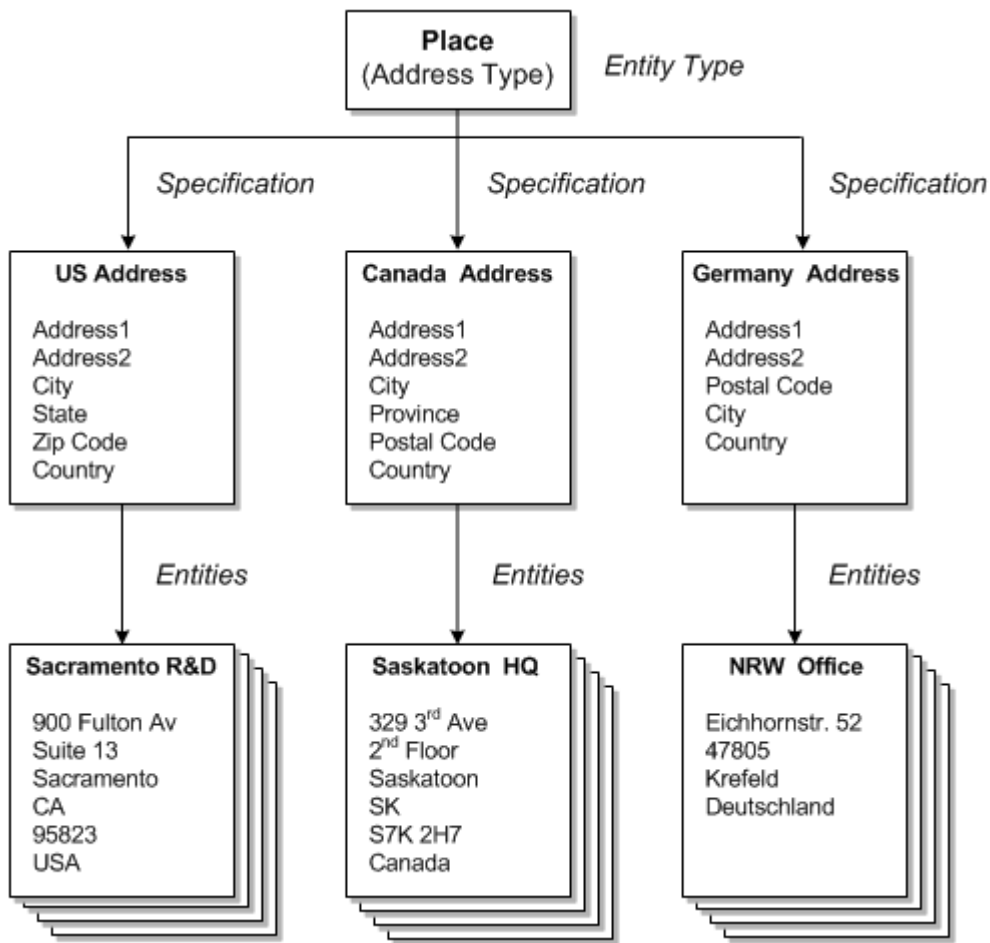 Place
(Address Type)
Entity Type
Specification
Specification
Specification
US Address
Address1
Address2
City
State
Zip Code
Country
Canada Address
Address1
Address2
City
Province
Postal Code
Country
Germany Address
Address1
Address2
Postal Code
City
Country
Entities
Entities
Entities
Sacramento R&D
900 Fulton Av
Suite 13
Sacramento
CA
95823
USA
Saskatoon HQ
329 3rd Ave
2nd Floor
Saskatoon
SK
S7K 2H7
Canada
NRW Office
Eichhornstr. 52
47805
Krefeld
Deutschland